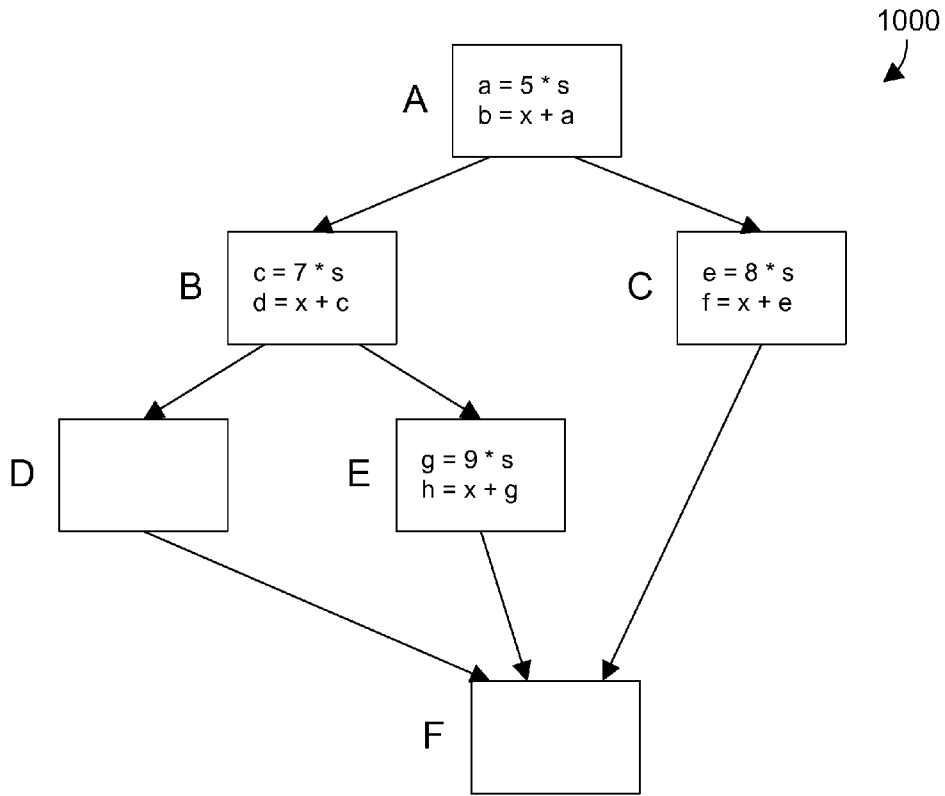 1000
A
a = 5 * s
b = x + a
B
c = 7 * s
d = x + c
C
e = 8 * s
f = x + e
D
E
g = 9 * s
h = x + g
F